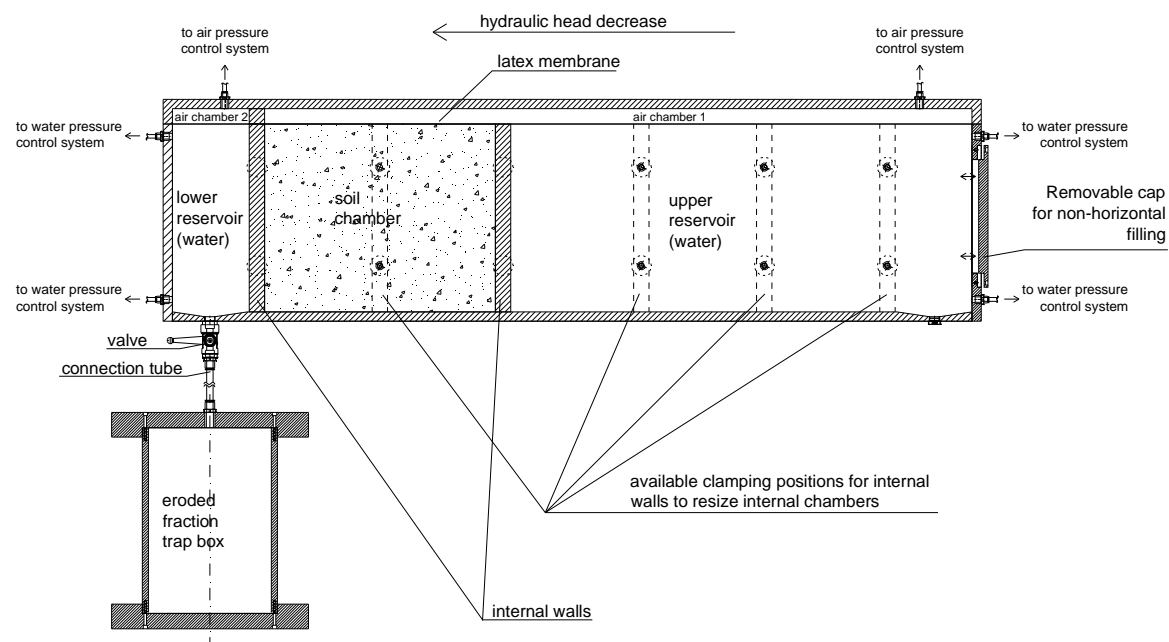 hydraulic head decrease
to air pressure
control system
to air pressure
control system
latex membrane
air chamber 2
air chamber 1
to water pressure
control system
to water pressure
control system
lower
reservoir
(water)
soil
chamber
upper
reservoir
(water)
Removable cap
for non-horizontal
filling
to water pressure
control system
to water pressure
control system
valve
connection tube
available clamping positions for internal
walls to resize internal chambers
eroded
fraction
trap box
internal walls